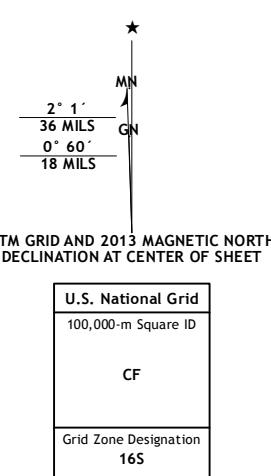 ★
MN
2° 1´
36 MILS
GN
0° 60´
18 MILS
TM GRID AND 2013 MAGNETIC NORTH
DECLINATION AT CENTER OF SHEET
U.S. National Grid
100,000-m Square ID
CF
Grid Zone Designation
16S